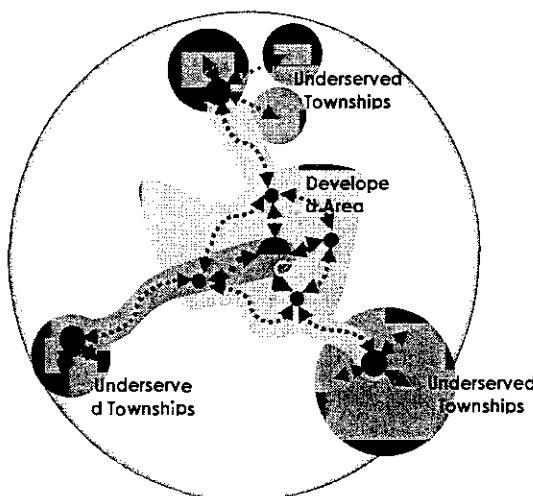 Underserved
Townships
Develope
d Area
Underserve
d Townships
Underserved
Townships